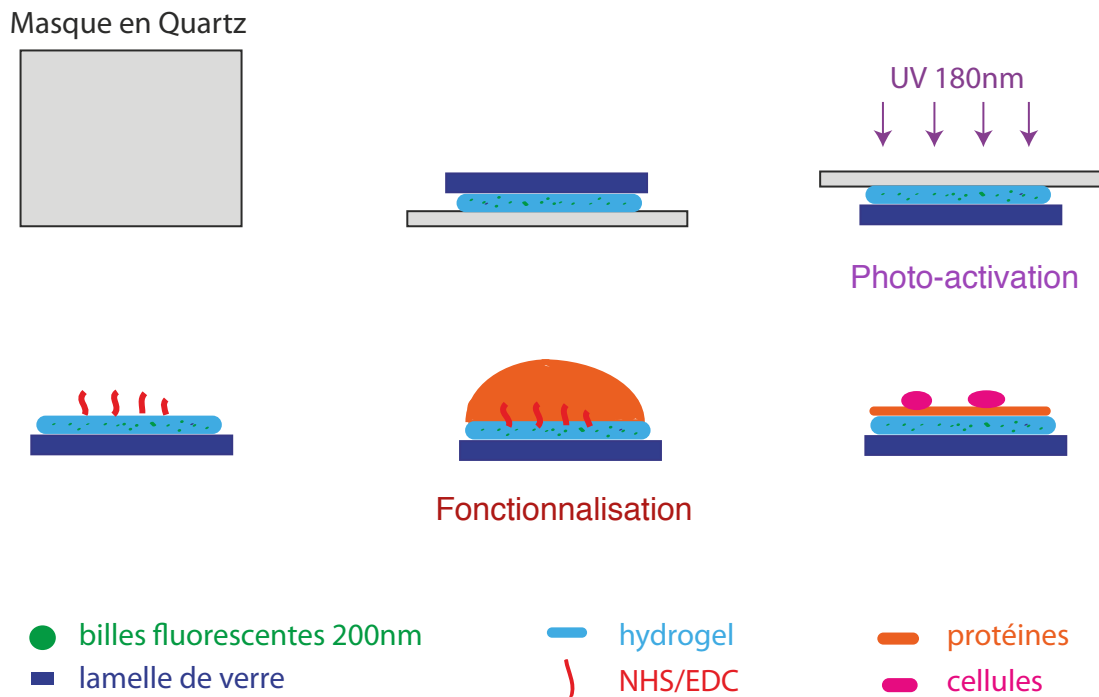 Masque en Quartz
UV 180nm
Photo-activation
Fonctionnalisation
billes fluorescentes 200nm
hydrogel
protéines
lamelle de verre
NHS/EDC
cellules